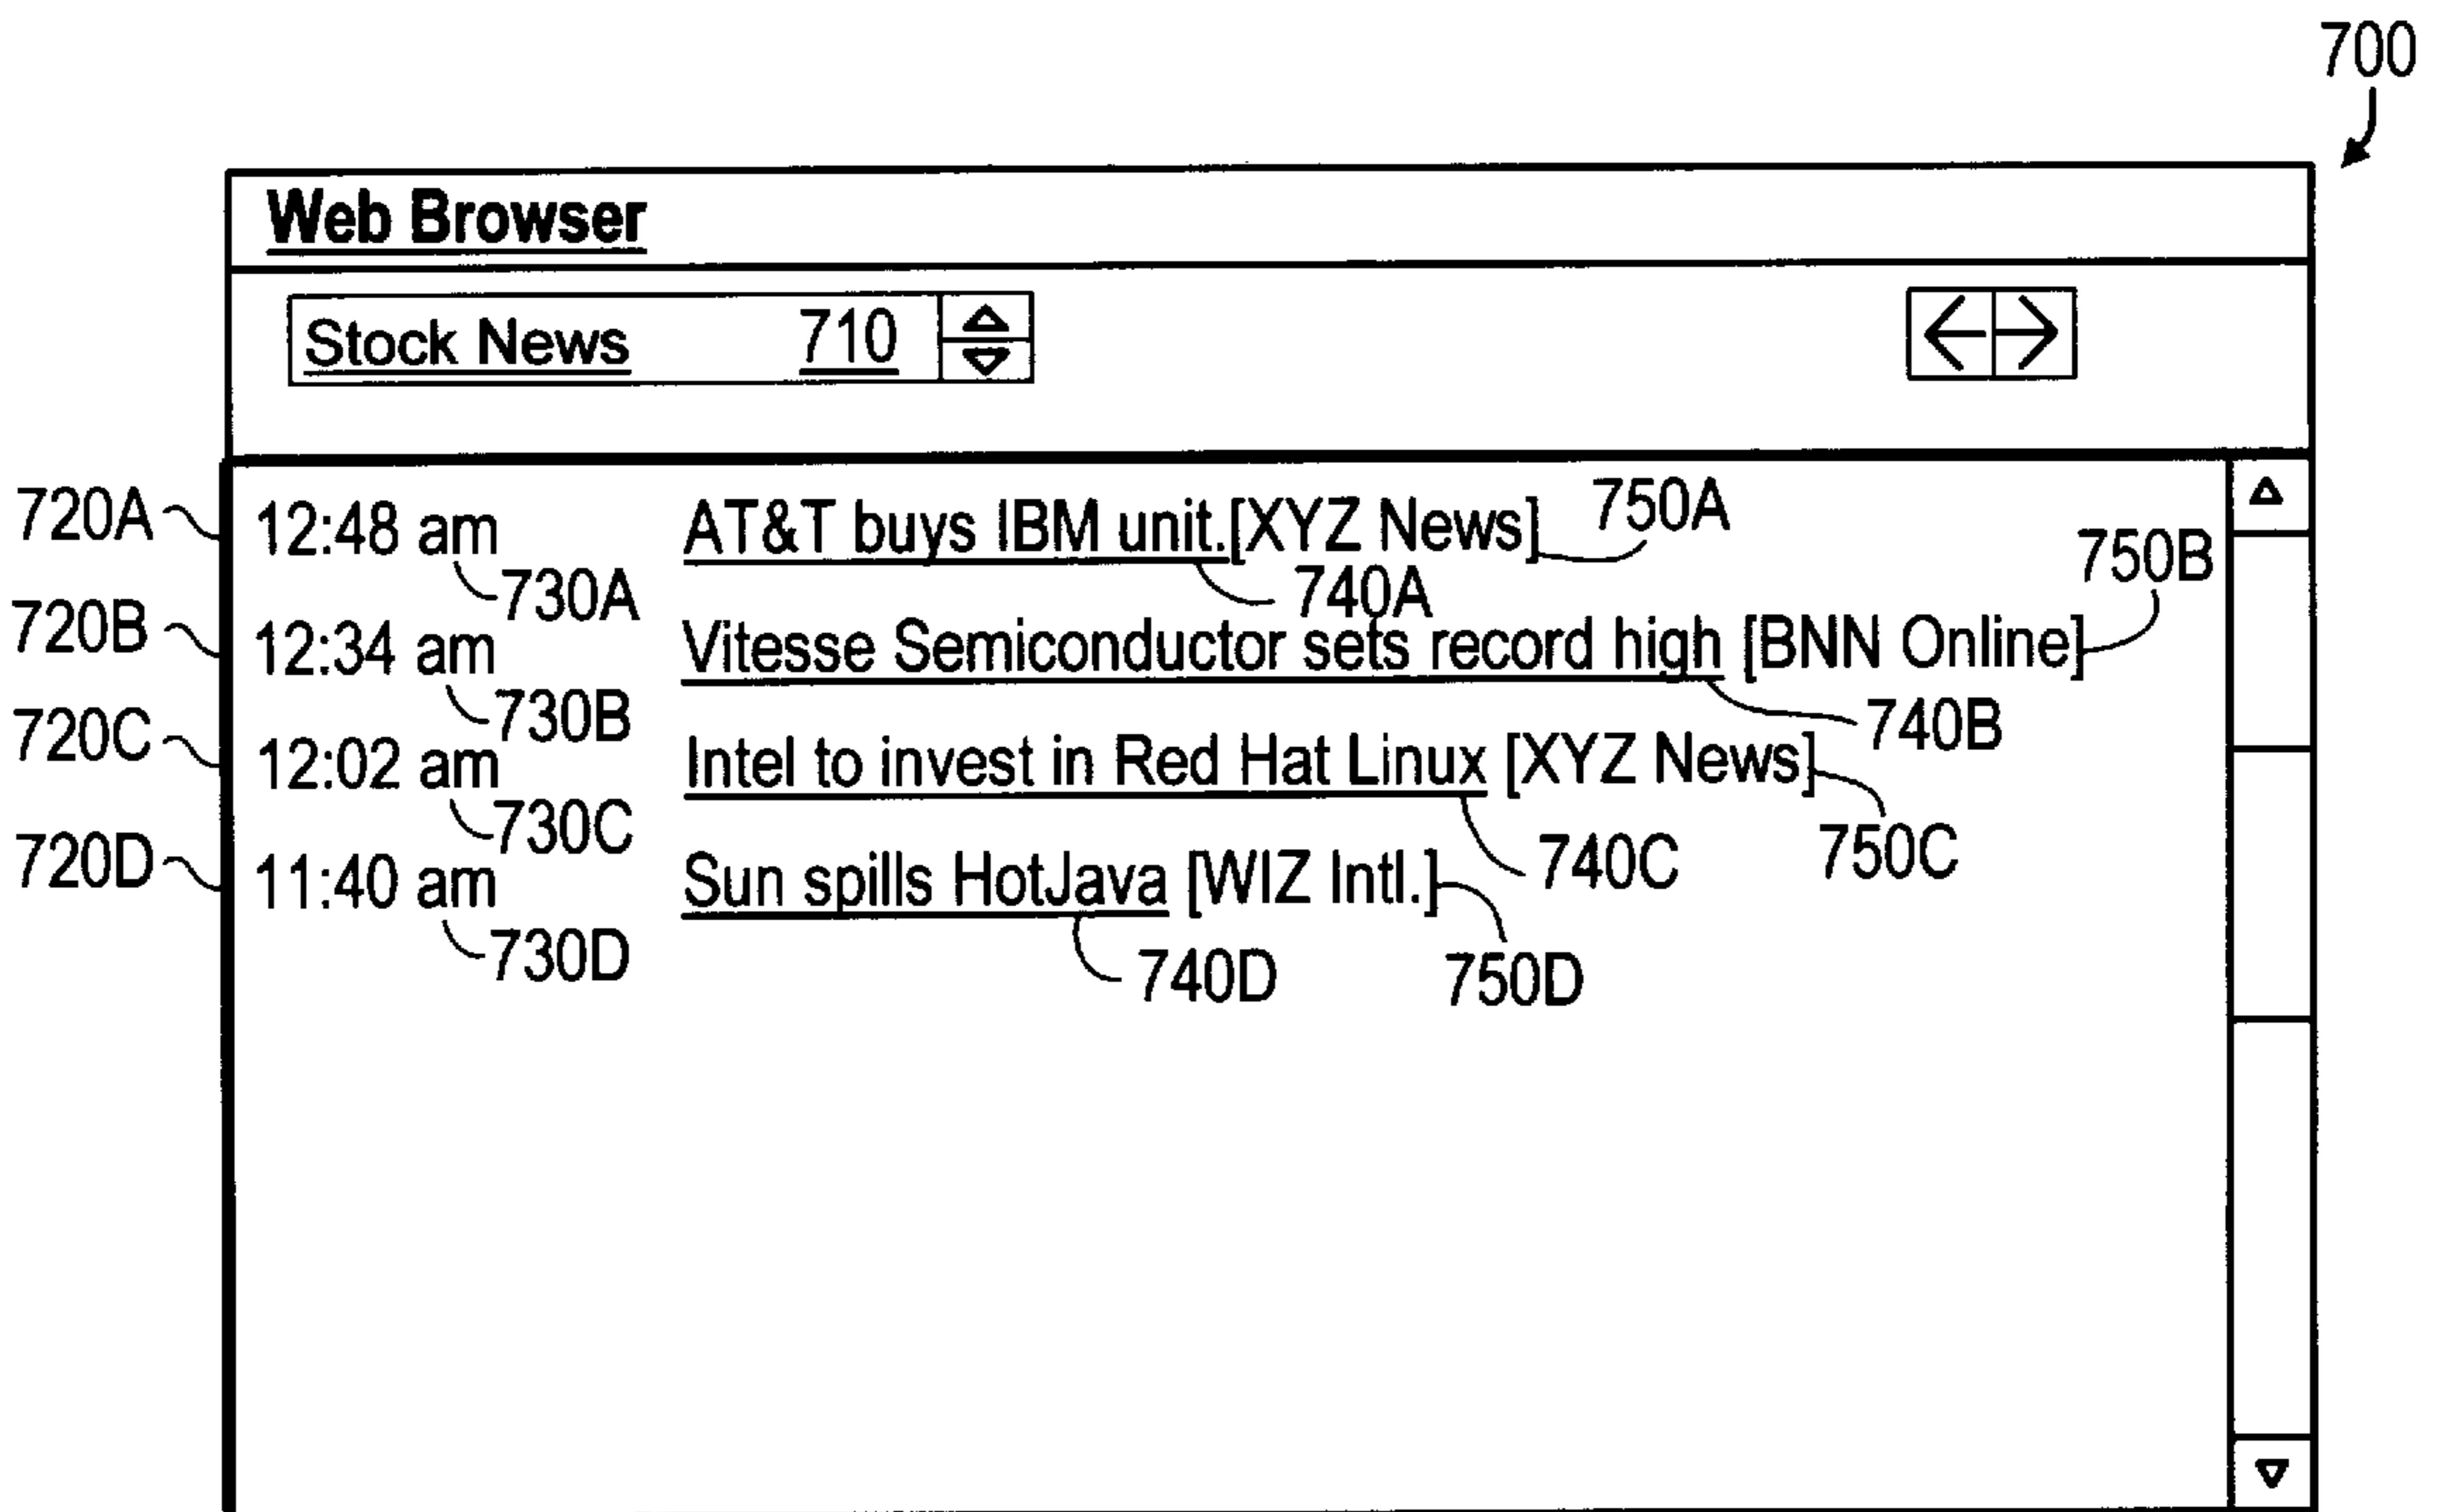 700
Web Browser
Stock News 710
720A 12:48 am AT&T buys IBM unit.[XYZ News] 750A
730A 740A 750B
720B 12:34 am Vitesse Semiconductor sets record high [BNN Online]
730B 740B
720C 12:02 am Intel to invest in Red Hat Linux [XYZ News]
730C 740C 750C
720D 11:40 am Sun spills HotJava [WIZ Intl.]
730D 740D 750D